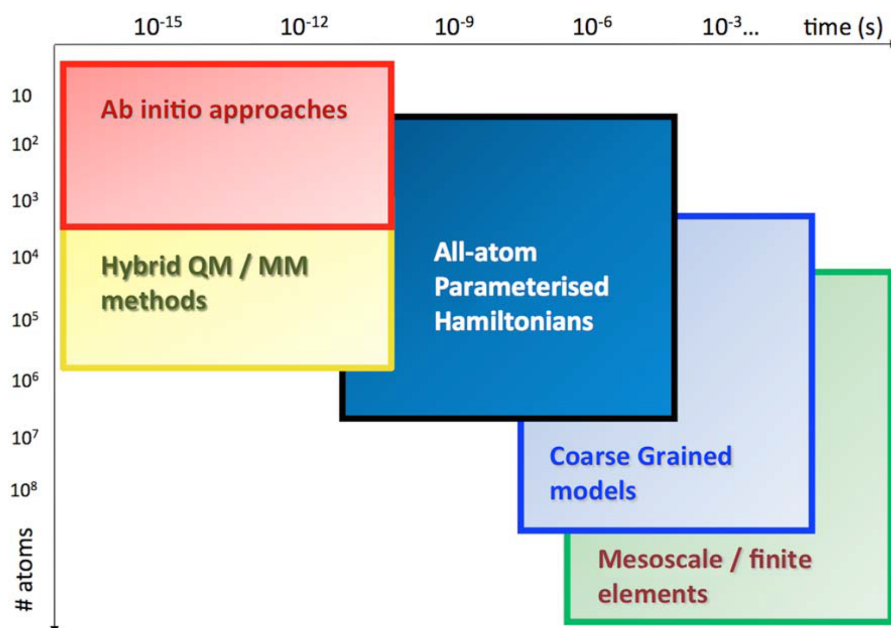 10⁻¹⁵ 10⁻¹² 10⁻⁹ 10⁻⁶ 10⁻³... time (s)
10
10²
10³
10⁴
10⁵
10⁶
10⁷
10⁸
# atoms
Ab initio approaches
Hybrid QM / MM
methods
All-atom
Parameterised
Hamiltonians
Coarse Grained
models
Mesoscale / finite
elements